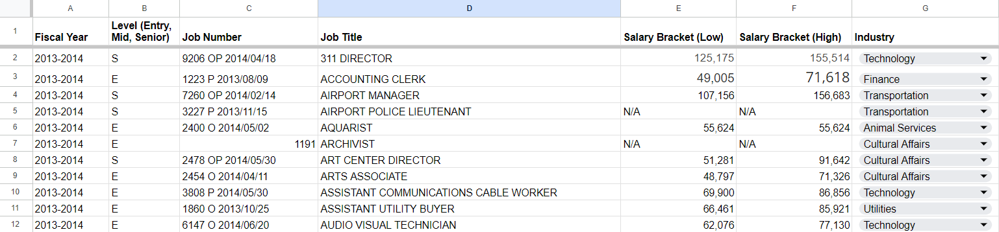 A B C D E F G
1 Fiscal Year Level (Entry, Mid, Senior) Job Number Job Title Salary Bracket (Low) Salary Bracket (High) Industry
2 2013-2014 S 9206 OP 2014/04/18 311 DIRECTOR 125,175 155,514 Technology
3 2013-2014 E 1223 P 2013/08/09 ACCOUNTING CLERK 49,005 71,618 Finance
4 2013-2014 S 7260 OP 2014/02/14 AIRPORT MANAGER 107,156 156,683 Transportation
5 2013-2014 S 3227 P 2013/11/15 AIRPORT POLICE LIEUTENANT N/A N/A Transportation
6 2013-2014 E 2400 O 2014/05/02 AQUARIST 55,624 55,624 Animal Services
7 2013-2014 E 1191 ARCHIVIST N/A N/A Cultural Affairs
8 2013-2014 S 2478 OP 2014/05/30 ART CENTER DIRECTOR 51,281 91,642 Cultural Affairs
9 2013-2014 E 2454 O 2014/04/11 ARTS ASSOCIATE 48,797 71,326 Cultural Affairs
10 2013-2014 E 3808 P 2014/05/30 ASSISTANT COMMUNICATIONS CABLE WORKER 69,900 86,856 Technology
11 2013-2014 E 1860 O 2013/10/25 ASSISTANT UTILITY BUYER 66,461 85,921 Utilities
12 2013-2014 E 6147 O 2014/06/20 AUDIO VISUAL TECHNICIAN 62,076 77,130 Technology